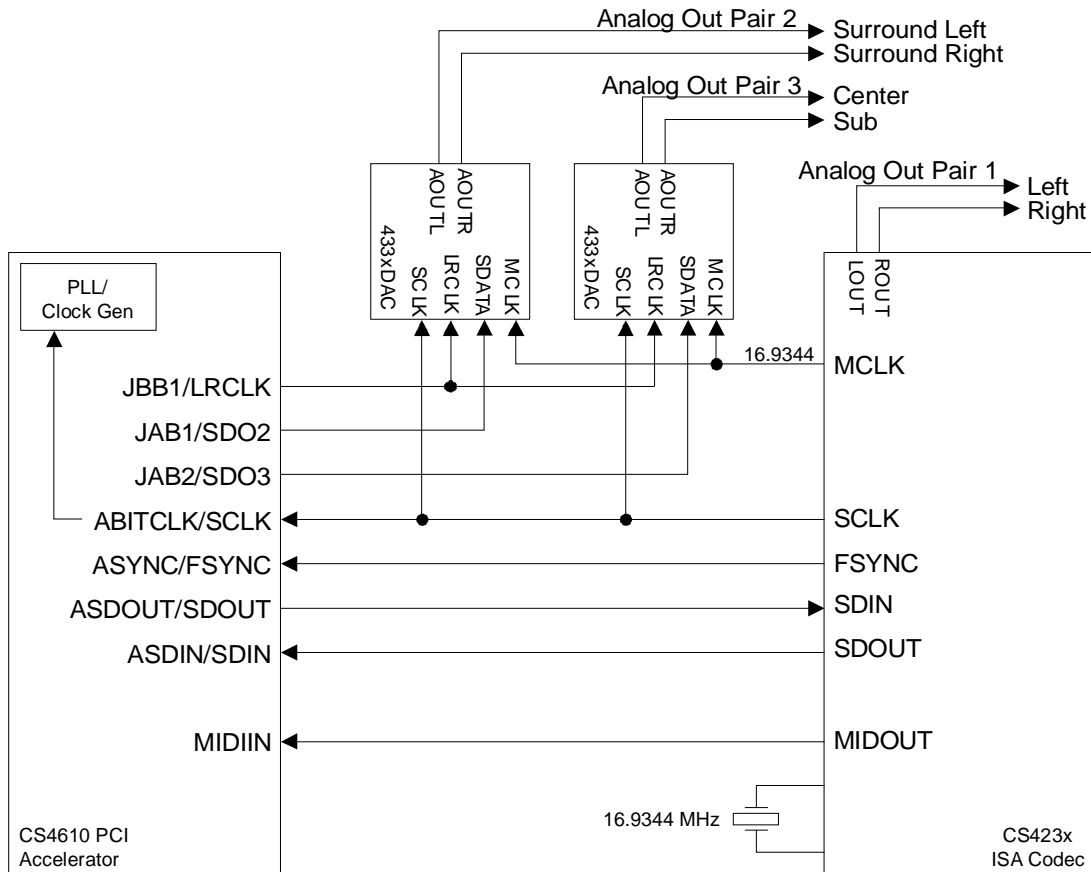 Analog Out Pair 2
Surround Left
Surround Right
Analog Out Pair 3
Center
Sub
Analog Out Pair 1
Left
Right
AOUTL
AOUTR
433xDAC
SCLK
LRCLK
SDATA
MCLK
AOUTL
AOUTR
433xDAC
SCLK
LRCLK
SDATA
MCLK
LOUT
ROUT
PLL/
Clock Gen
16.9344
MCLK
JBB1/LRCLK
JAB1/SDO2
JAB2/SDO3
ABITCLK/SCLK
SCLK
ASYNC/FSYNC
FSYNC
ASDOUT/SDOUT
SDIN
ASDIN/SDIN
SDOUT
MIDIIN
MIDOUT
16.9344 MHz
CS4610 PCI
Accelerator
CS423x
ISA Codec